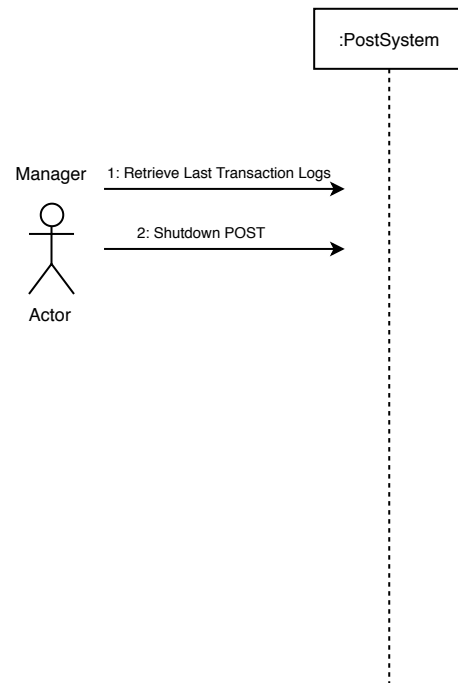 :PostSystem
Manager
1: Retrieve Last Transaction Logs
2: Shutdown POST
Actor